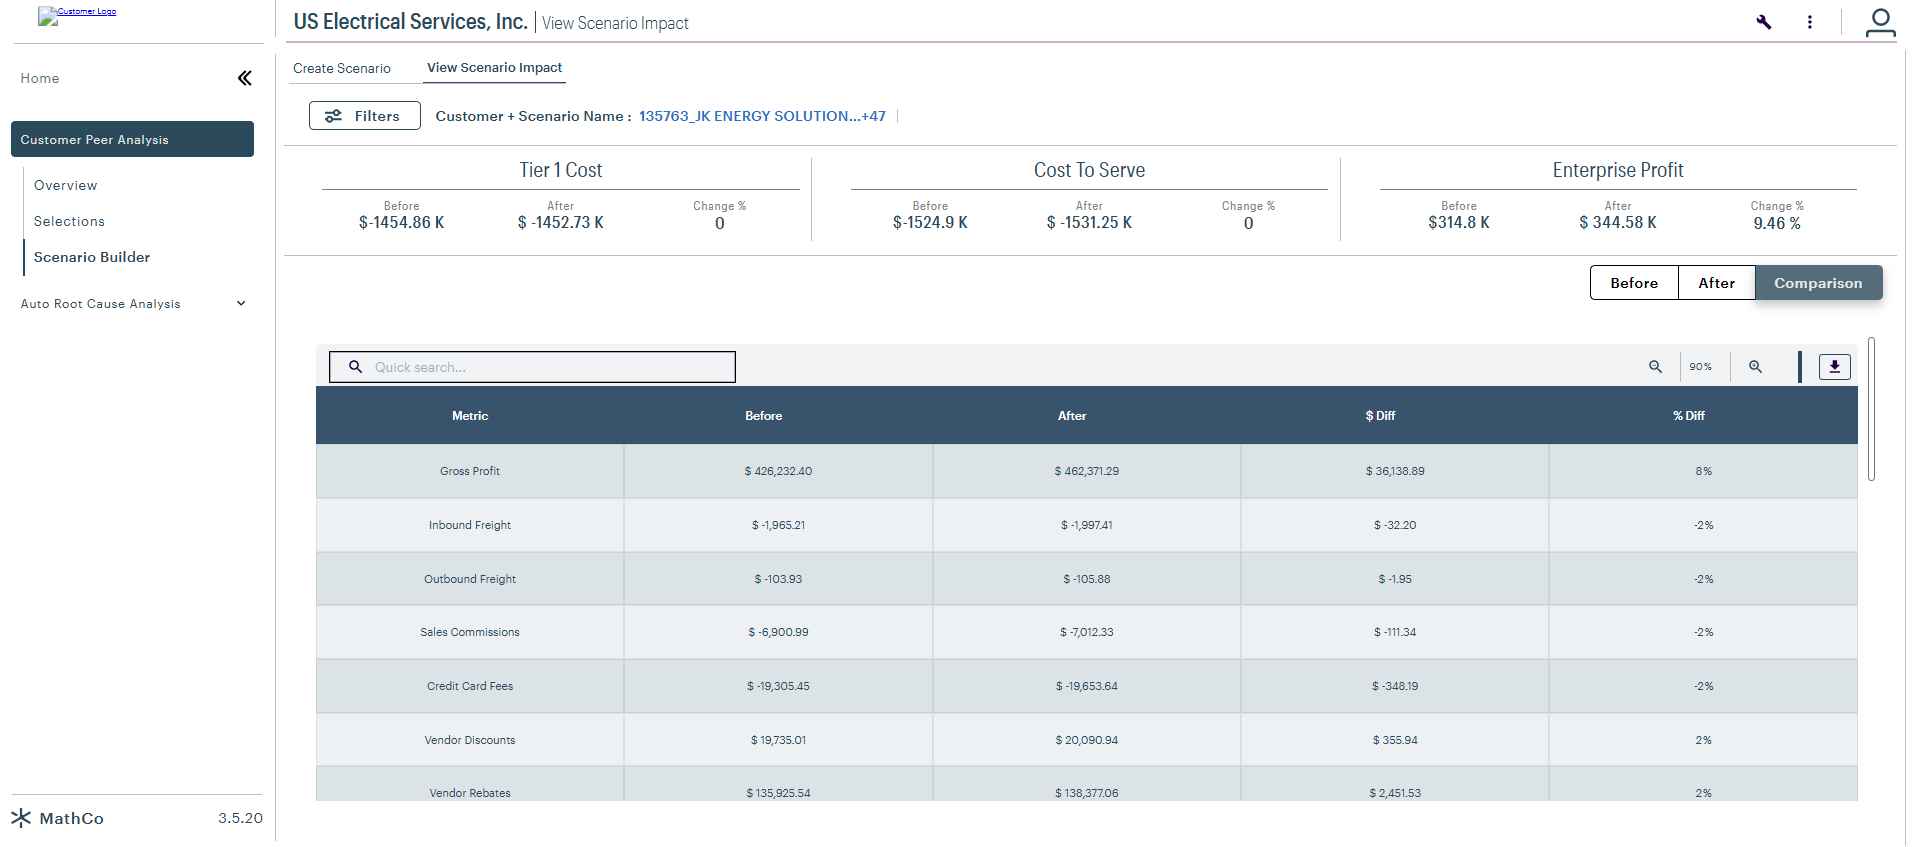 Customer Logo
US Electrical Services, Inc. | View Scenario Impact
Home
Create Scenario View Scenario Impact
Filters Customer + Scenario Name : 135763_JK ENERGY SOLUTION...+47
Customer Peer Analysis
Overview
Selections
Scenario Builder
Auto Root Cause Analysis
Tier 1 Cost
Before After Change %
$-1454.86 K $ -1452.73 K 0
Cost To Serve
Before After Change %
$-1524.9 K $ -1531.25 K 0
Enterprise Profit
Before After Change %
$314.8 K $ 344.58 K 9.46 %
Before After Comparison
Quick search... 90%
Metric Before After $ Diff % Diff
Gross Profit $ 426,232.40 $ 462,371.29 $ 36,138.89 8%
Inbound Freight $ -1,965.21 $ -1,997.41 $ -32.20 -2%
Outbound Freight $ -103.93 $ -105.88 $ -1.95 -2%
Sales Commissions $ -6,900.99 $ -7,012.33 $ -111.34 -2%
Credit Card Fees $ -19,305.45 $ -19,653.64 $ -348.19 -2%
Vendor Discounts $ 19,735.01 $ 20,090.94 $ 355.94 2%
Vendor Rebates $ 135,925.54 $ 138,377.06 $ 2,451.53 2%
MathCo 3.5.20